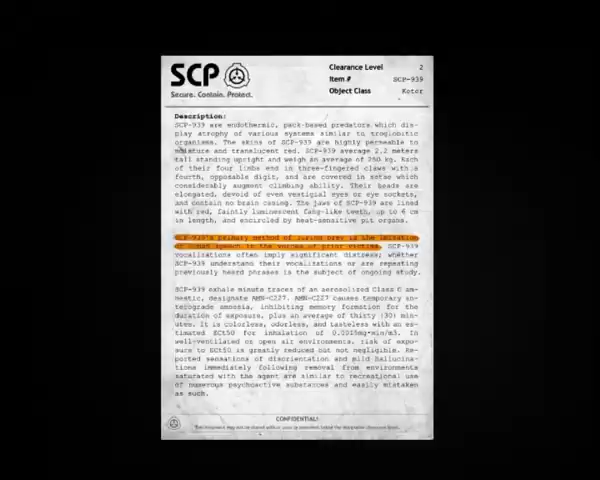 SCP
Secure. Contain. Protect.
Clearance Level 2
Item # SCP-939
Object Class Keter
Description:
SCP-939 are endothermic, pack-based predators which dis-
play atrophy of various systems similar to troglobitic
organisms. The skins of SCP-939 are highly permeable to
moisture and translucent red. SCP-939 average 2.2 meters
tall standing upright and weigh an average of 250 kg. Each
of their four limbs end in three-fingered claws with a
fourth, opposable digit, and are covered in setae which
considerably augment climbing ability. Their heads are
elongated, devoid of even vestigial eyes or eye sockets,
and contain no brain casing. The jaws of SCP-939 are lined
with red, faintly luminescent fang-like teeth, up to 6 cm
in length, and encircled by heat-sensitive pit organs.
SCP-939's primary method of luring prey is the imitation
of human speech in the voices of prior victims. SCP-939
vocalizations often imply significant distress; whether
SCP-939 understand their vocalizations or are repeating
previously heard phrases is the subject of ongoing study.
SCP-939 exhale minute traces of an aerosolized Class C am-
nestic, designate AMN-C227. AMN-C227 causes temporary an-
terograde amnesia, inhibiting memory formation for the
duration of exposure, plus an average of thirty (30) min-
utes. It is colorless, odorless, and tasteless with an es-
timated ECt50 for inhalation of 0.0015mg•min/m3. In
well-ventilated or open air environments, risk of expo-
sure to ECt50 is greatly reduced but not negligible. Re-
ported sensations of disorientation and mild hallucina-
tions immediately following removal from environments
saturated with the agent are similar to recreational use
of numerous psychoactive substances and easily mistaken
as such.
CONFIDENTIAL!